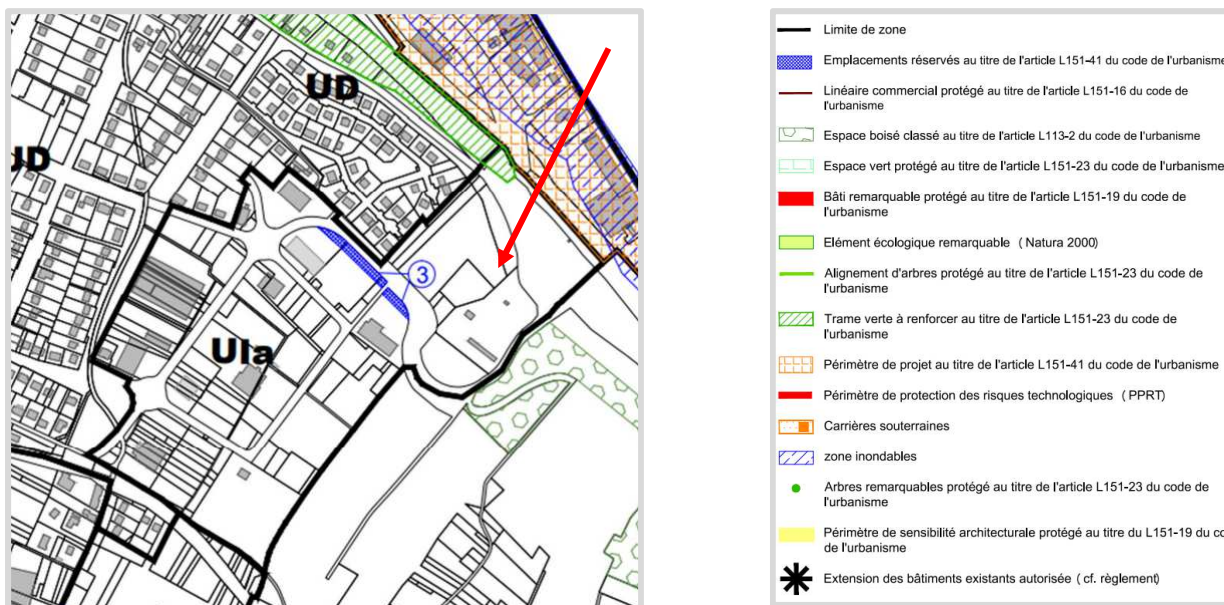 UD
UD
UIa
3
Limite de zone
Emplacements réservés au titre de l'article L151-41 du code de l'urbanisme
Linéaire commercial protégé au titre de l'article L151-16 du code de
l'urbanisme
Espace boisé classé au titre de l'article L113-2 du code de l'urbanisme
Espace vert protégé au titre de l'article L151-23 du code de l'urbanisme
Bâti remarquable protégé au titre de l'article L151-19 du code de
l'urbanisme
Elément écologique remarquable ( Natura 2000)
Alignement d'arbres protégé au titre de l'article L151-23 du code de
l'urbanisme
Trame verte à renforcer au titre de l'article L151-23 du code de
l'urbanisme
Périmètre de projet au titre de l'article L151-41 du code de l'urbanisme
Périmètre de protection des risques technologiques ( PPRT)
Carrières souterraines
zone inondables
Arbres remarquables protégé au titre de l'article L151-23 du code de
l'urbanisme
Périmètre de sensibilité architecturale protégé au titre du L151-19 du co
de l'urbanisme
Extension des bâtiments existants autorisée ( cf. règlement)